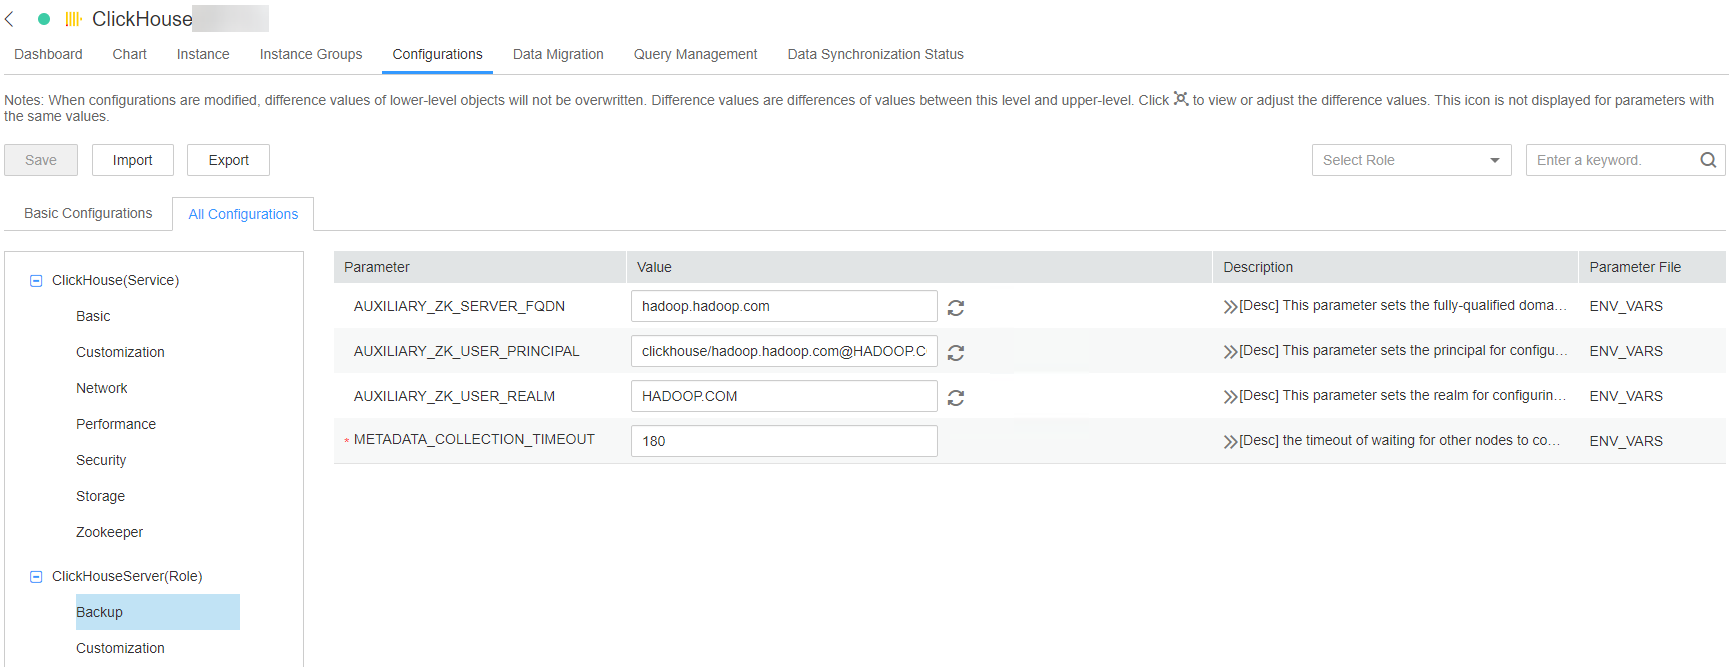 ClickHouse
Dashboard Chart Instance Instance Groups Configurations Data Migration Query Management Data Synchronization Status
Notes: When configurations are modified, difference values of lower-level objects will not be overwritten. Difference values are differences of values between this level and upper-level. Click to view or adjust the difference values. This icon is not displayed for parameters with
the same values.
Save Import Export Select Role Enter a keyword.
Basic Configurations All Configurations
ClickHouse(Service)
Basic
Customization
Network
Performance
Security
Storage
Zookeeper
ClickHouseServer(Role)
Backup
Customization
Parameter Value Description Parameter File
AUXILIARY_ZK_SERVER_FQDN hadoop.hadoop.com [Desc] This parameter sets the fully-qualified doma... ENV_VARS
AUXILIARY_ZK_USER_PRINCIPAL clickhouse/hadoop.hadoop.com@HADOOP.C [Desc] This parameter sets the principal for configu... ENV_VARS
AUXILIARY_ZK_USER_REALM HADOOP.COM [Desc] This parameter sets the realm for configurin... ENV_VARS
* METADATA_COLLECTION_TIMEOUT 180 [Desc] the timeout of waiting for other nodes to co... ENV_VARS